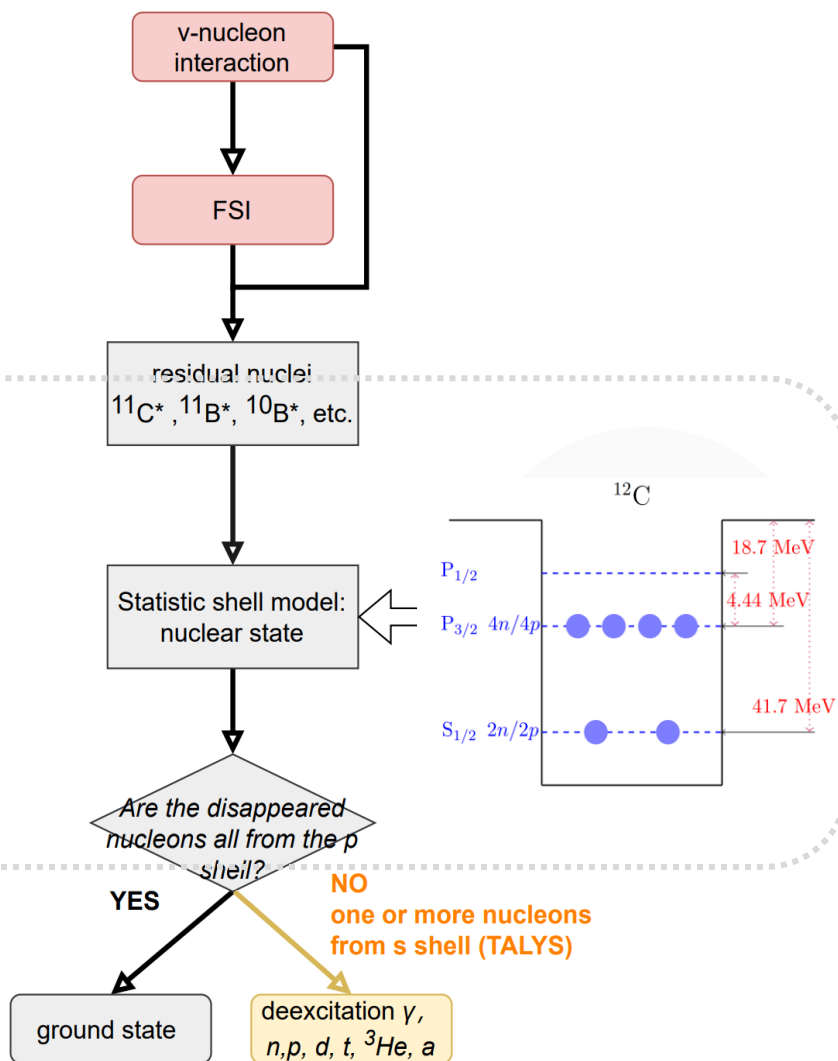 ν-nucleon
interaction
FSI
residual nuclei
¹¹C* ,¹¹B*, ¹⁰B*, etc.
¹²C
18.7 MeV
P₁/₂
4.44 MeV
Statistic shell model:
nuclear state
P₃/₂ 4n/4p
41.7 MeV
S₁/₂ 2n/2p
Are the disappeared
nucleons all from the p
shell?
YES
NO
one or more nucleons
from s shell (TALYS)
ground state
deexcitation γ,
n,p, d, t, ³He, a